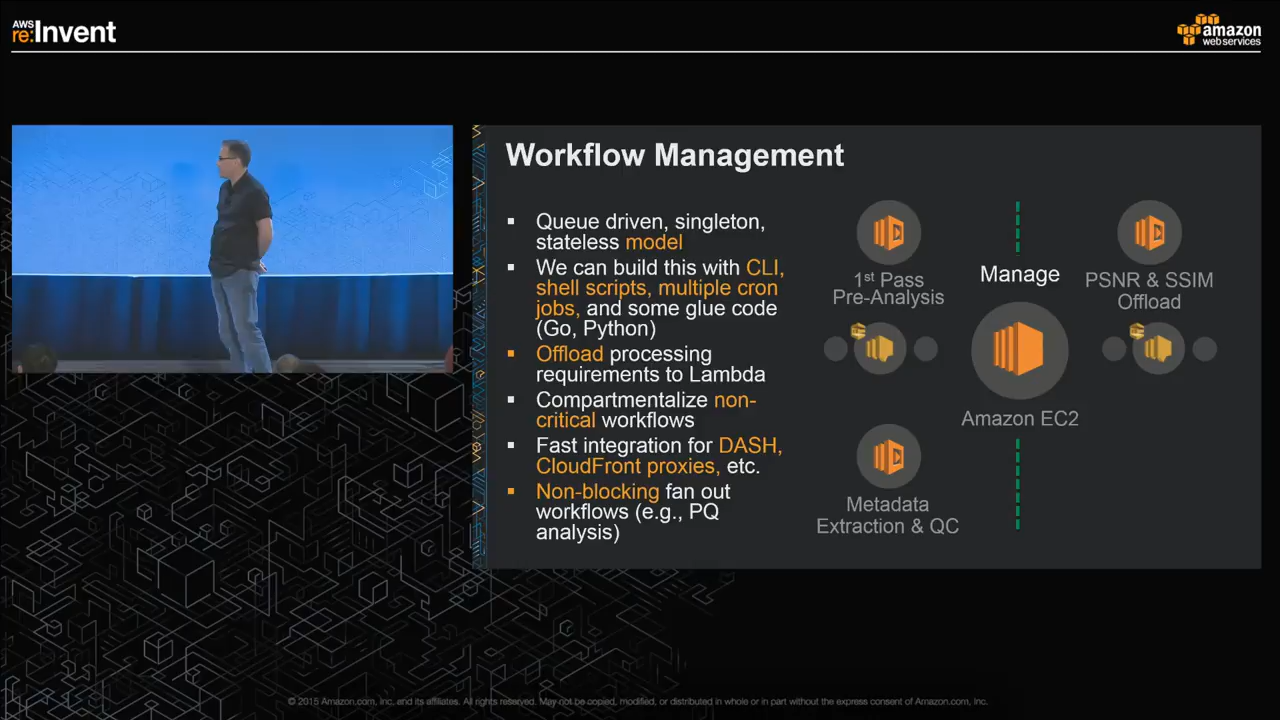 AWS
re:Invent
amazon
web services
Workflow Management
▪ Queue driven, singleton,
stateless model
▪ We can build this with CLI,
shell scripts, multiple cron
jobs, and some glue code
(Go, Python)
▪ Offload processing
requirements to Lambda
▪ Compartmentalize non-
critical workflows
▪ Fast integration for DASH,
CloudFront proxies, etc.
▪ Non-blocking fan out
workflows (e.g., PQ
analysis)
1st Pass
Pre-Analysis
Manage
PSNR & SSIM
Offload
Amazon EC2
Metadata
Extraction & QC
© 2015 Amazon.com, Inc. and its affiliates. All rights reserved. May not be copied, modified, or distributed in whole or in part without the express consent of Amazon.com, Inc.